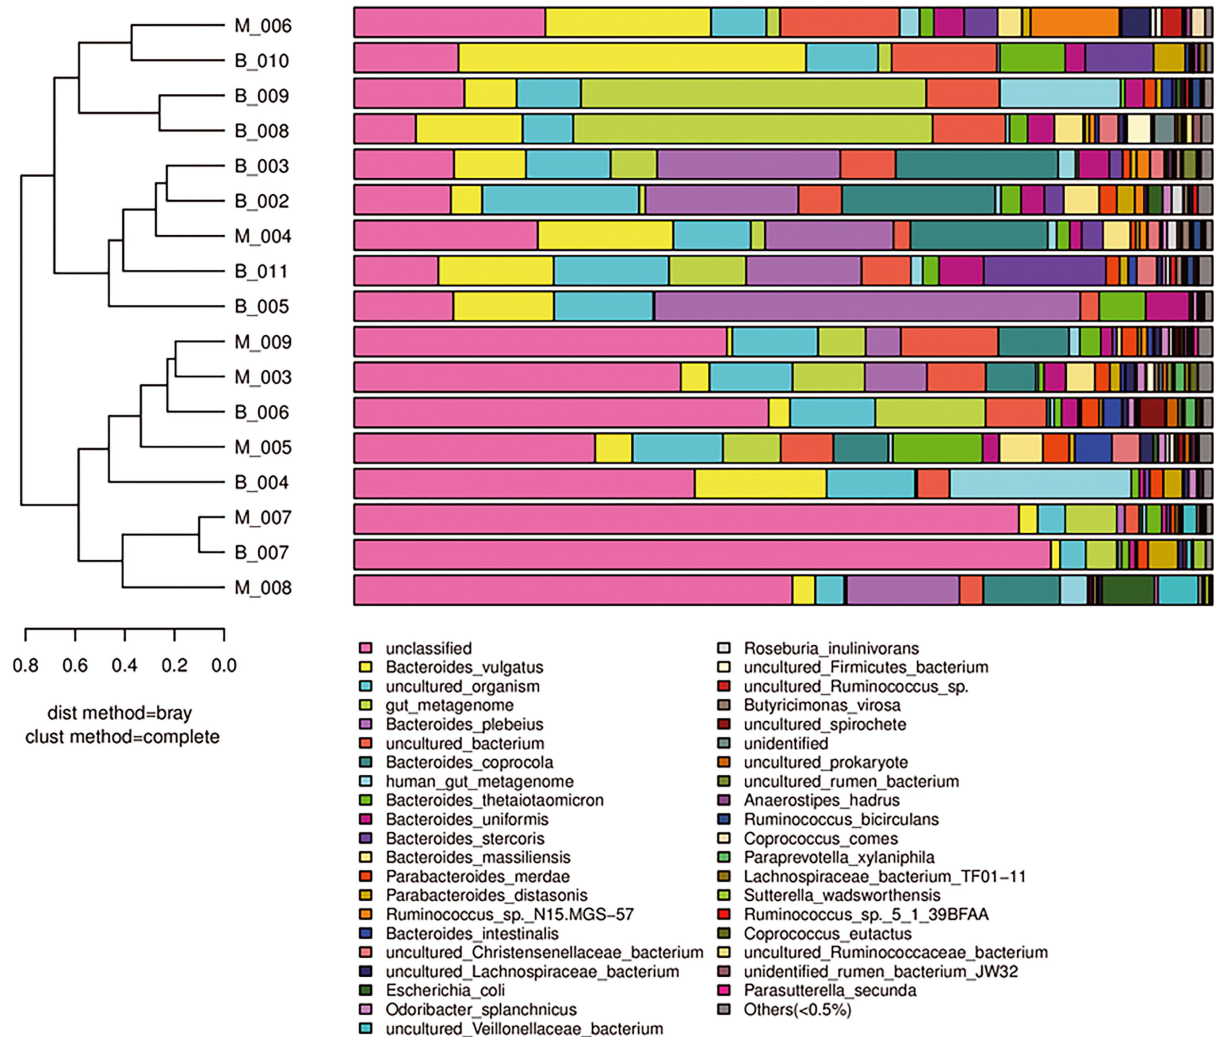 M_006
B_010
B_009
B_008
B_003
B_002
M_004
B_011
B_005
M_009
M_003
B_006
M_005
B_004
M_007
B_007
M_008
0.8 0.6 0.4 0.2 0.0
dist method=bray
clust method=complete
unclassified
Bacteroides_vulgatus
uncultured_organism
gut_metagenome
Bacteroides_plebeius
uncultured_bacterium
Bacteroides_coprocola
human_gut_metagenome
Bacteroides_thetaiotaomicron
Bacteroides_uniformis
Bacteroides_stercoris
Bacteroides_massiliensis
Parabacteroides_merdae
Parabacteroides_distasonis
Ruminococcus_sp._N15.MGS−57
Bacteroides_intestinalis
uncultured_Christensenellaceae_bacterium
uncultured_Lachnospiraceae_bacterium
Escherichia_coli
Odoribacter_splanchnicus
uncultured_Veillonellaceae_bacterium
Roseburia_inulinivorans
uncultured_Firmicutes_bacterium
uncultured_Ruminococcus_sp.
Butyricimonas_virosa
uncultured_spirochete
unidentified
uncultured_prokaryote
uncultured_rumen_bacterium
Anaerostipes_hadrus
Ruminococcus_bicirculans
Coprococcus_comes
Paraprevotella_xylaniphila
Lachnospiraceae_bacterium_TF01−11
Sutterella_wadsworthensis
Ruminococcus_sp._5_1_39BFAA
Coprococcus_eutactus
uncultured_Ruminococcaceae_bacterium
unidentified_rumen_bacterium_JW32
Parasutterella_secunda
Others(<0.5%)